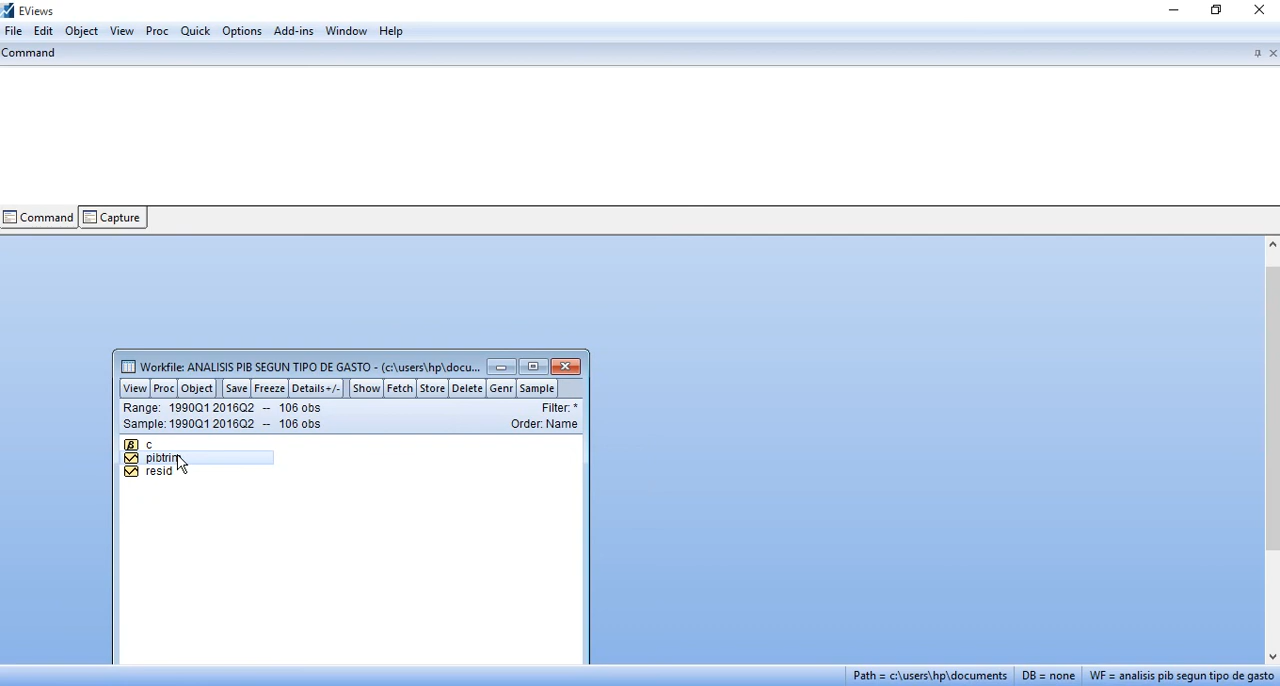 EViews
File Edit Object View Proc Quick Options Add-ins Window Help
Command
Command Capture
Workfile: ANALISIS PIB SEGUN TIPO DE GASTO - (c:\users\hp\docu...
View Proc Object Save Freeze Details+/- Show Fetch Store Delete Genr Sample
Range: 1990Q1 2016Q2 -- 106 obs Filter: *
Sample: 1990Q1 2016Q2 -- 106 obs Order: Name
β c
resid
Path = c:\users\hp\documents DB = none WF = analisis pib segun tipo de gasto